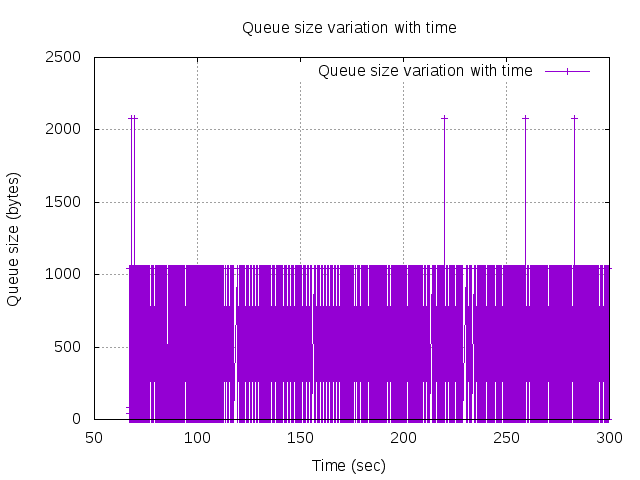 Queue size variation with time
Queue size variation with time
2500
2000
1500
1000
500
0
Queue size (bytes)
50 100 150 200 250 300
Time (sec)